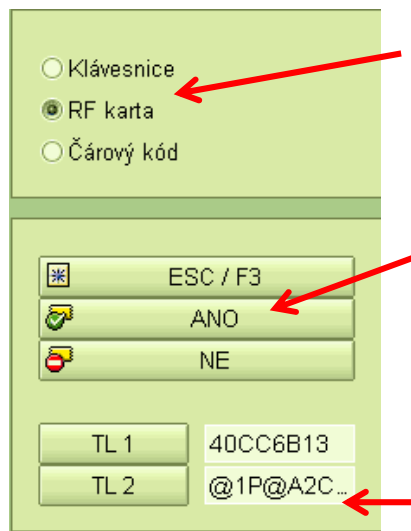 Klávesnice
RF karta
Čárový kód
ESC / F3
ANO
NE
TL 1 40CC6B13
TL 2 @1P@A2C...